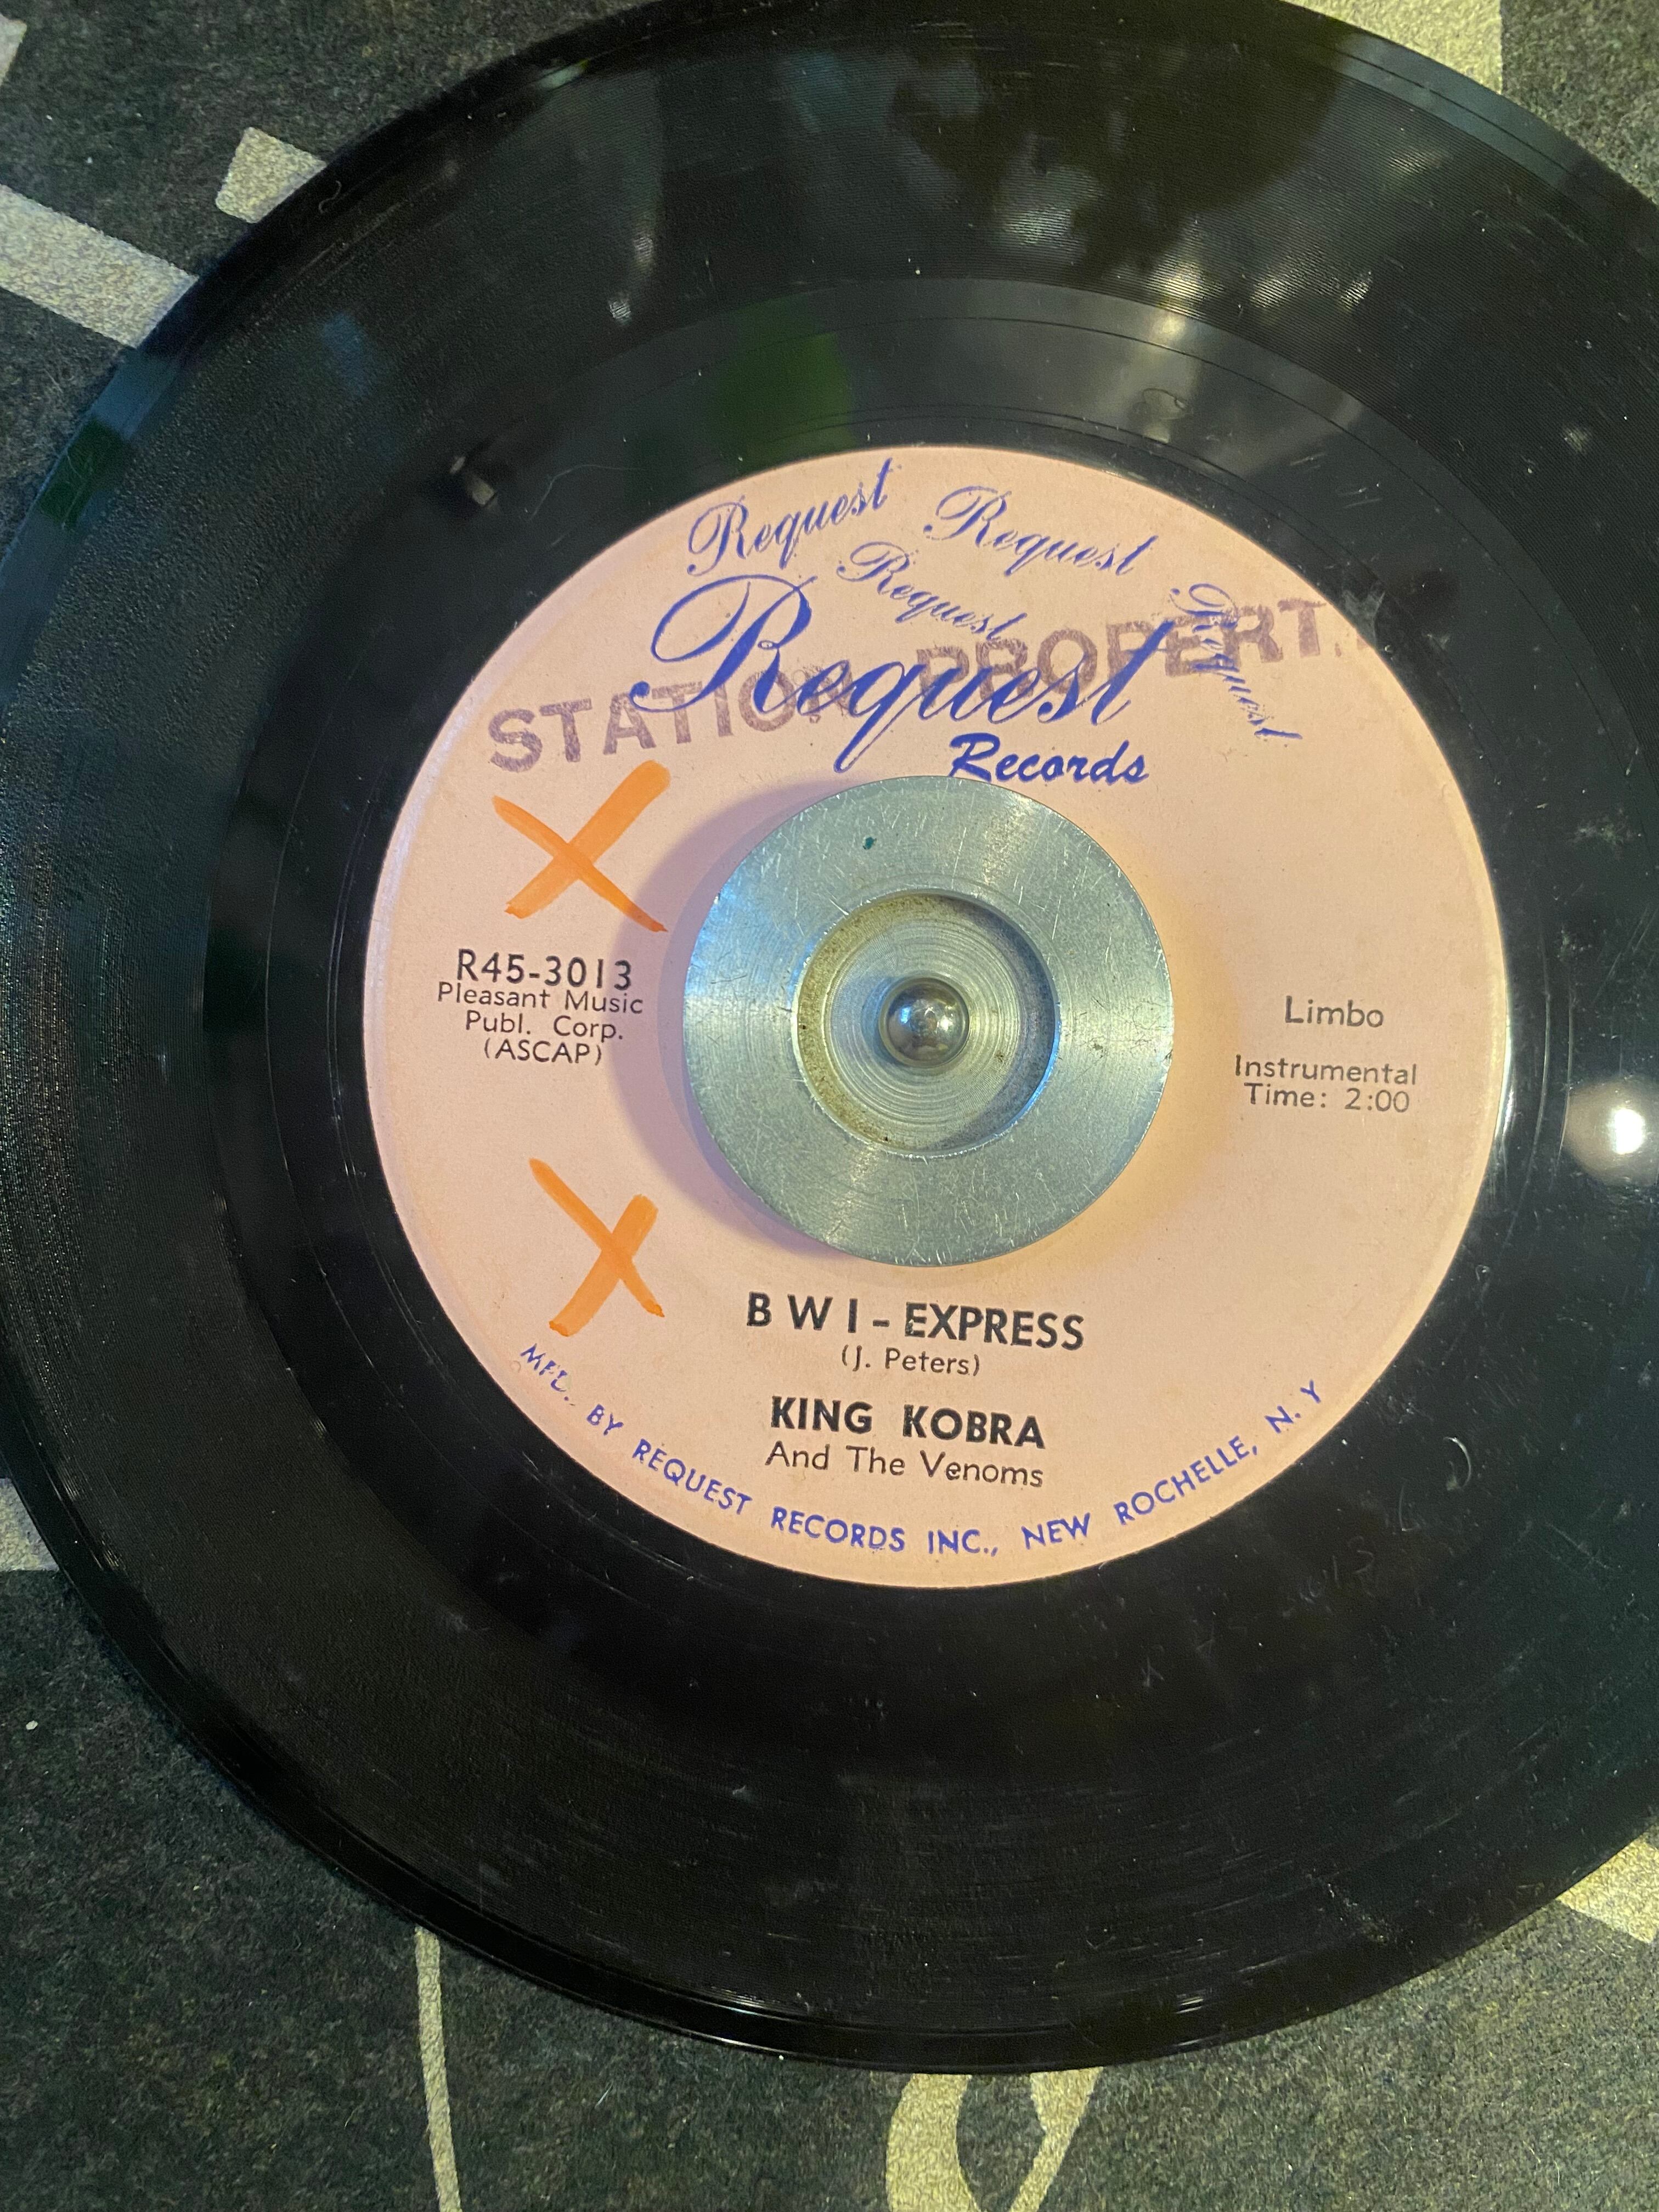 Request
Request
Request
Request
Request
Records
STATION PROPERT
R45-3013
Pleasant Music
Publ. Corp.
(ASCAP)
Limbo
Instrumental
Time: 2:00
B W I - EXPRESS
(J. Peters)
KING KOBRA
And The Venoms
MFD. BY REQUEST RECORDS INC., NEW ROCHELLE, N. Y